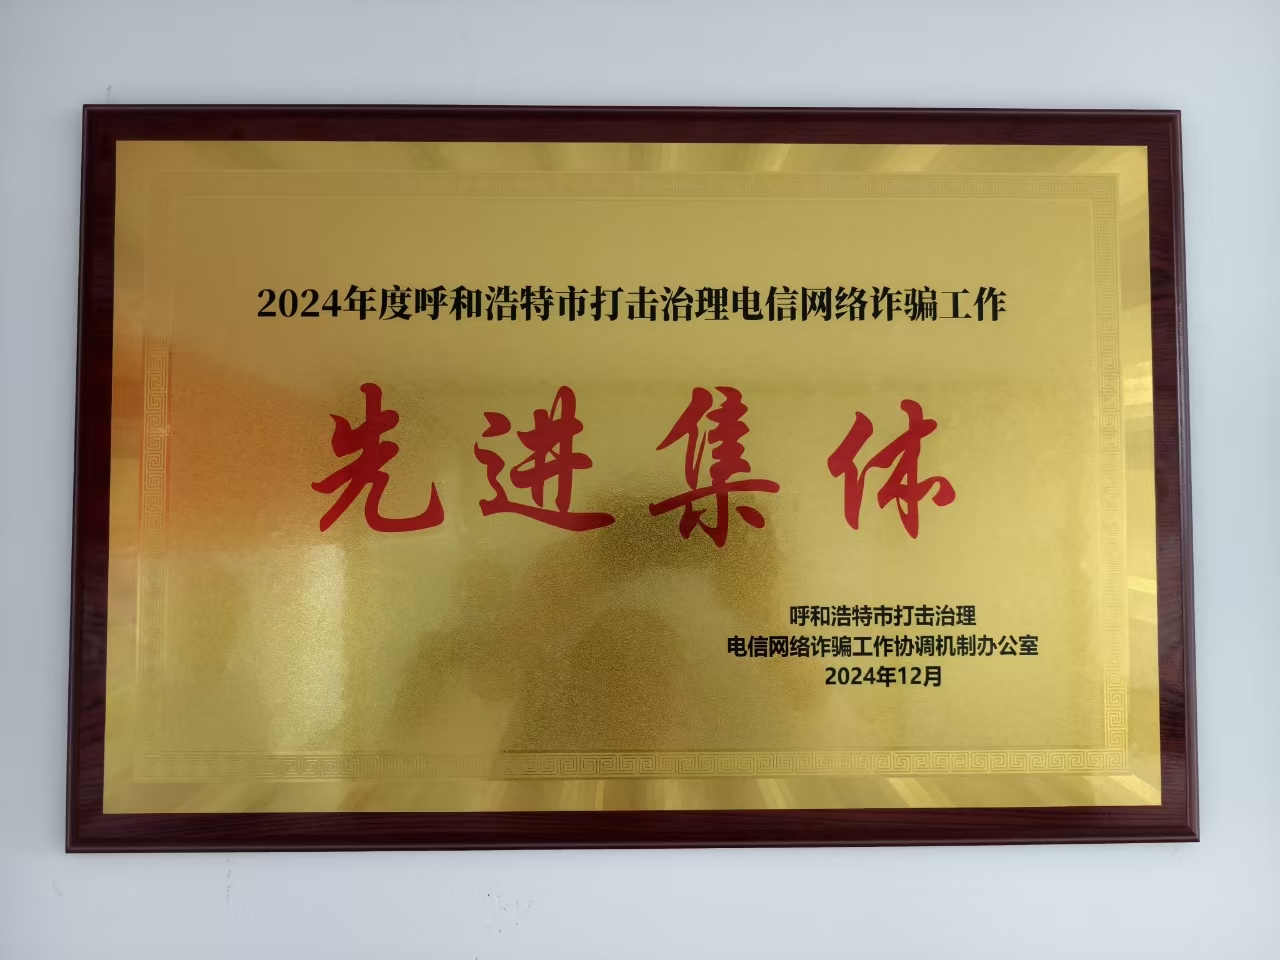 2024年度呼和浩特市打击治理电信网络诈骗工作
先进集体
呼和浩特市打击治理
电信网络诈骗工作协调机制办公室
2024年12月